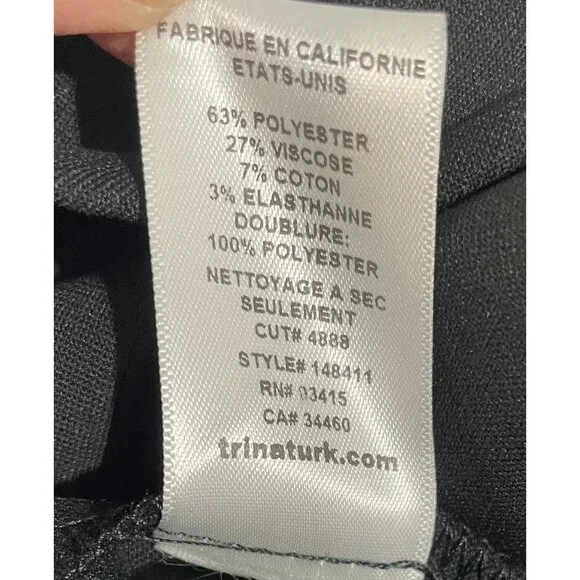 FABRIQUE EN CALIFORNIE
ETATS-UNIS
63% POLYESTER
27% VISCOSE
7% COTON
3% ELASTHANNE
DOUBLURE:
100% POLYESTER
NETTOYAGE A SEC
SEULEMENT
CUT# 4888
STYLE# 148411
RN# 93415
CA# 34460
trinaturk.com